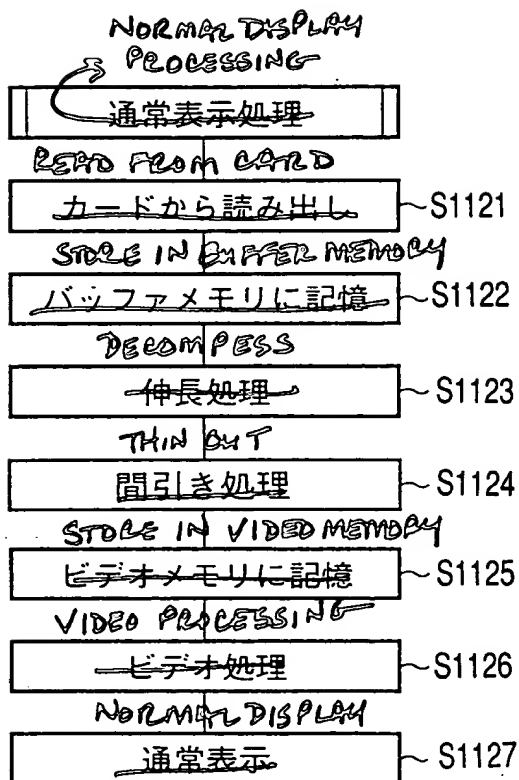 NORMAL DISPLAY
PROCESSING
通常表示処理
READ FROM CARD
カードから読み出し S1121
STORE IN BUFFER MEMORY
バッファメモリに記憶 S1122
DECOMPESS
伸長処理 S1123
THIN OUT
間引き処理 S1124
STORE IN VIDEO MEMORY
ビデオメモリに記憶 S1125
VIDEO PROCESSING
ビデオ処理 S1126
NORMAL DISPLAY
通常表示 S1127